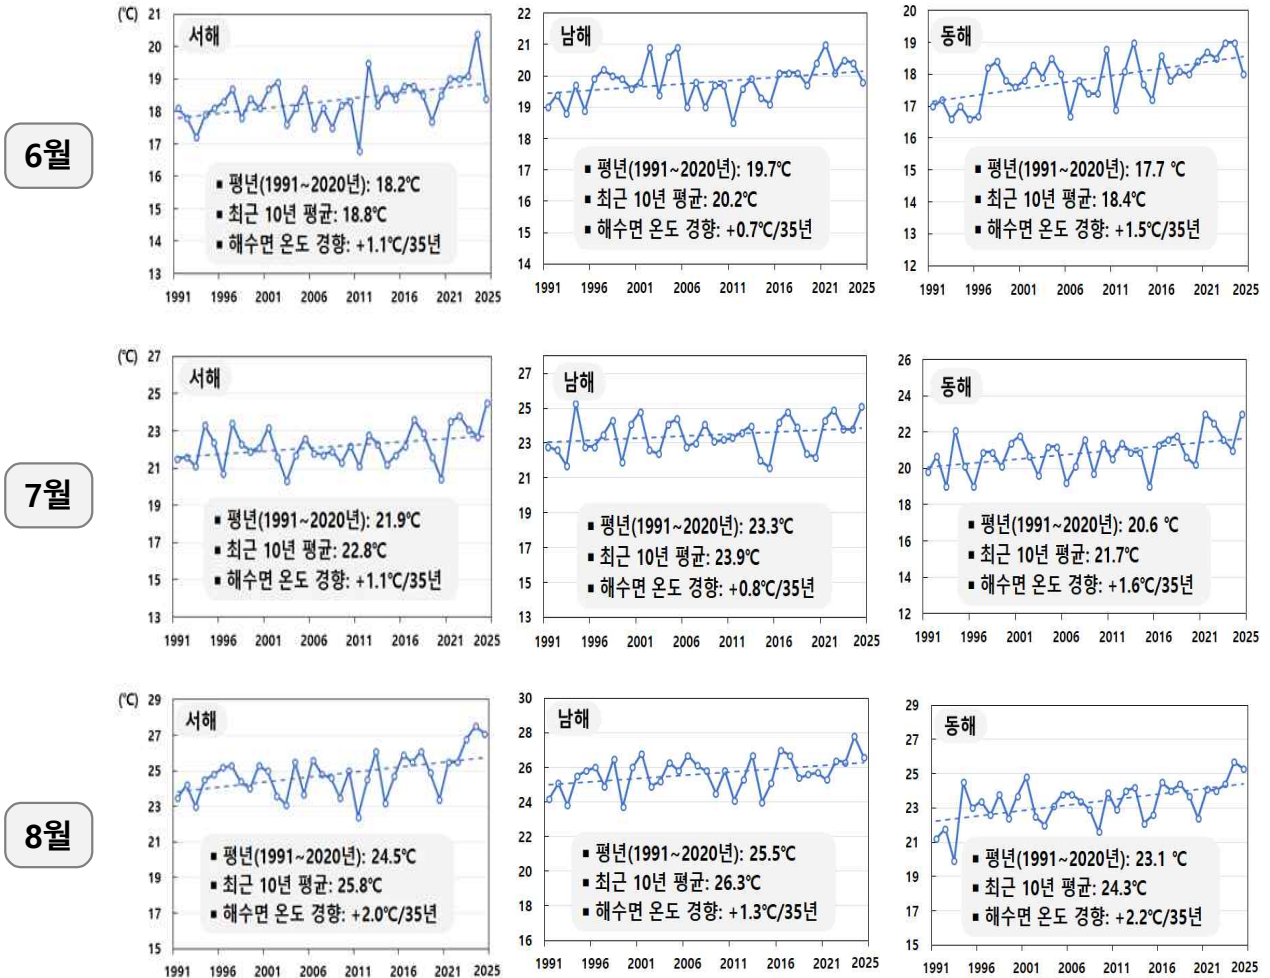 6월
(℃)
서해
21
20
19
18
17
16
15
14
13
▪ 평년(1991~2020년): 18.2℃
▪ 최근 10년 평균: 18.8℃
▪ 해수면 온도 경향: +1.1℃/35년
1991 1996 2001 2006 2011 2016 2021 2025
남해
22
21
20
19
18
17
16
15
14
▪ 평년(1991~2020년): 19.7℃
▪ 최근 10년 평균: 20.2℃
▪ 해수면 온도 경향: +0.7℃/35년
1991 1996 2001 2006 2011 2016 2021 2025
동해
20
19
18
17
16
15
14
13
12
▪ 평년(1991~2020년): 17.7 ℃
▪ 최근 10년 평균: 18.4℃
▪ 해수면 온도 경향: +1.5℃/35년
1991 1996 2001 2006 2011 2016 2021 2025
7월
(℃)
서해
27
25
23
21
19
17
15
13
▪ 평년(1991~2020년): 21.9℃
▪ 최근 10년 평균: 22.8℃
▪ 해수면 온도 경향: +1.1℃/35년
1991 1996 2001 2006 2011 2016 2021 2025
남해
27
25
23
21
19
17
15
13
▪ 평년(1991~2020년): 23.3℃
▪ 최근 10년 평균: 23.9℃
▪ 해수면 온도 경향: +0.8℃/35년
1991 1996 2001 2006 2011 2016 2021 2025
동해
26
24
22
20
18
16
14
12
▪ 평년(1991~2020년): 20.6 ℃
▪ 최근 10년 평균: 21.7℃
▪ 해수면 온도 경향: +1.6℃/35년
1991 1996 2001 2006 2011 2016 2021 2025
8월
(℃)
서해
29
27
25
23
21
19
17
15
▪ 평년(1991~2020년): 24.5℃
▪ 최근 10년 평균: 25.8℃
▪ 해수면 온도 경향: +2.0℃/35년
1991 1996 2001 2006 2011 2016 2021 2025
남해
30
28
26
24
22
20
18
16
▪ 평년(1991~2020년): 25.5℃
▪ 최근 10년 평균: 26.3℃
▪ 해수면 온도 경향: +1.3℃/35년
1991 1996 2001 2006 2011 2016 2021 2025
동해
29
27
25
23
21
19
17
15
▪ 평년(1991~2020년): 23.1 ℃
▪ 최근 10년 평균: 24.3℃
▪ 해수면 온도 경향: +2.2℃/35년
1991 1996 2001 2006 2011 2016 2021 2025